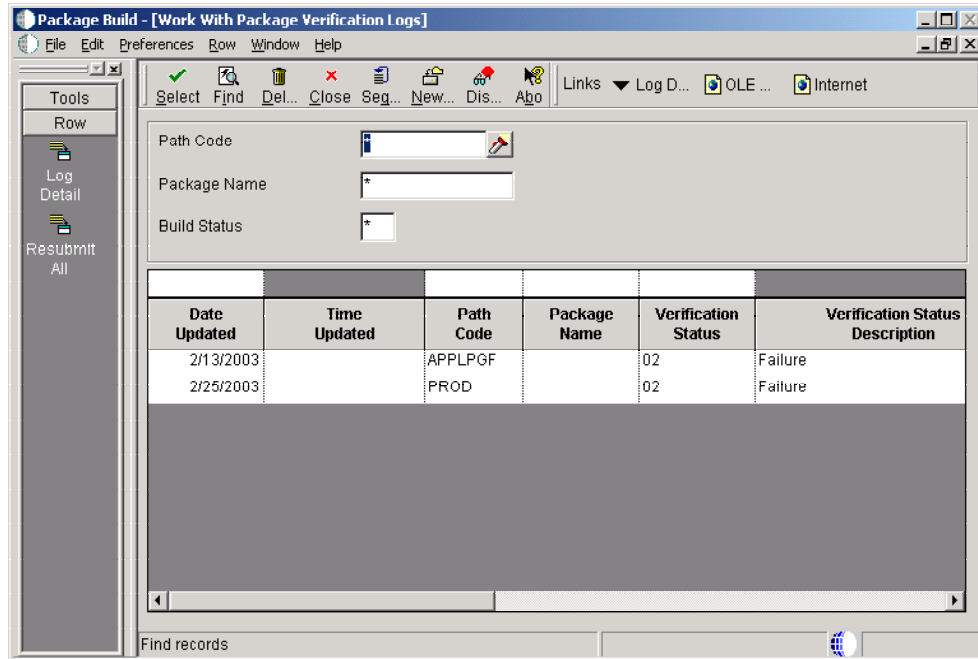 Package Build - [Work With Package Verification Logs]
File Edit Preferences Row Window Help
Select Find Del... Close Seq... New... Dis... Abo Links Log D... OLE ... Internet
Tools
Row
Log
Detail
Resubmit
All
Path Code *
Package Name *
Build Status *
Date Updated Time Updated Path Code Package Name Verification Status Verification Status Description
2/13/2003 APPLPGF 02 Failure
2/25/2003 PROD 02 Failure
Find records